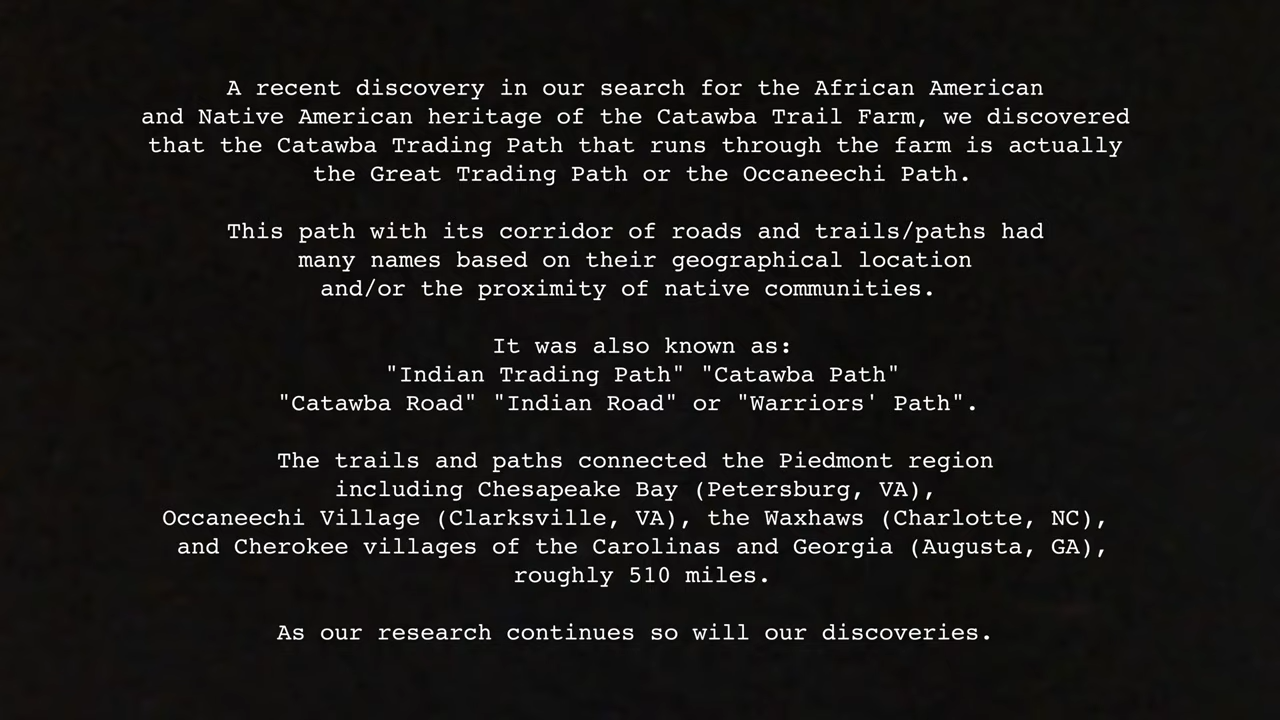 A recent discovery in our search for the African American
and Native American heritage of the Catawba Trail Farm, we discovered
that the Catawba Trading Path that runs through the farm is actually
the Great Trading Path or the Occaneechi Path.
This path with its corridor of roads and trails/paths had
many names based on their geographical location
and/or the proximity of native communities.
It was also known as:
"Indian Trading Path" "Catawba Path"
"Catawba Road" "Indian Road" or "Warriors' Path".
The trails and paths connected the Piedmont region
including Chesapeake Bay (Petersburg, VA),
Occaneechi Village (Clarksville, VA), the Waxhaws (Charlotte, NC),
and Cherokee villages of the Carolinas and Georgia (Augusta, GA),
roughly 510 miles.
As our research continues so will our discoveries.